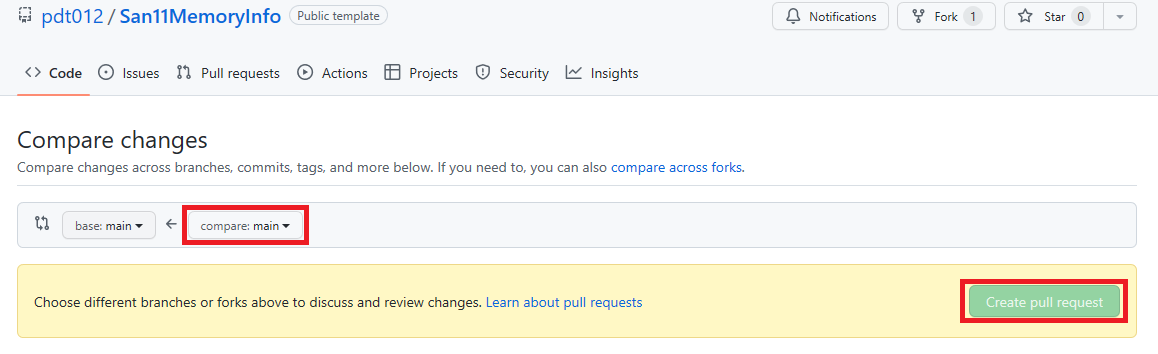 pdt012 / San11MemoryInfo Public template Notifications Fork 1 Star 0
Code Issues Pull requests Actions Projects Security Insights
Compare changes
Compare changes across branches, commits, tags, and more below. If you need to, you can also compare across forks.
base: main compare: main
Choose different branches or forks above to discuss and review changes. Learn about pull requests Create pull request